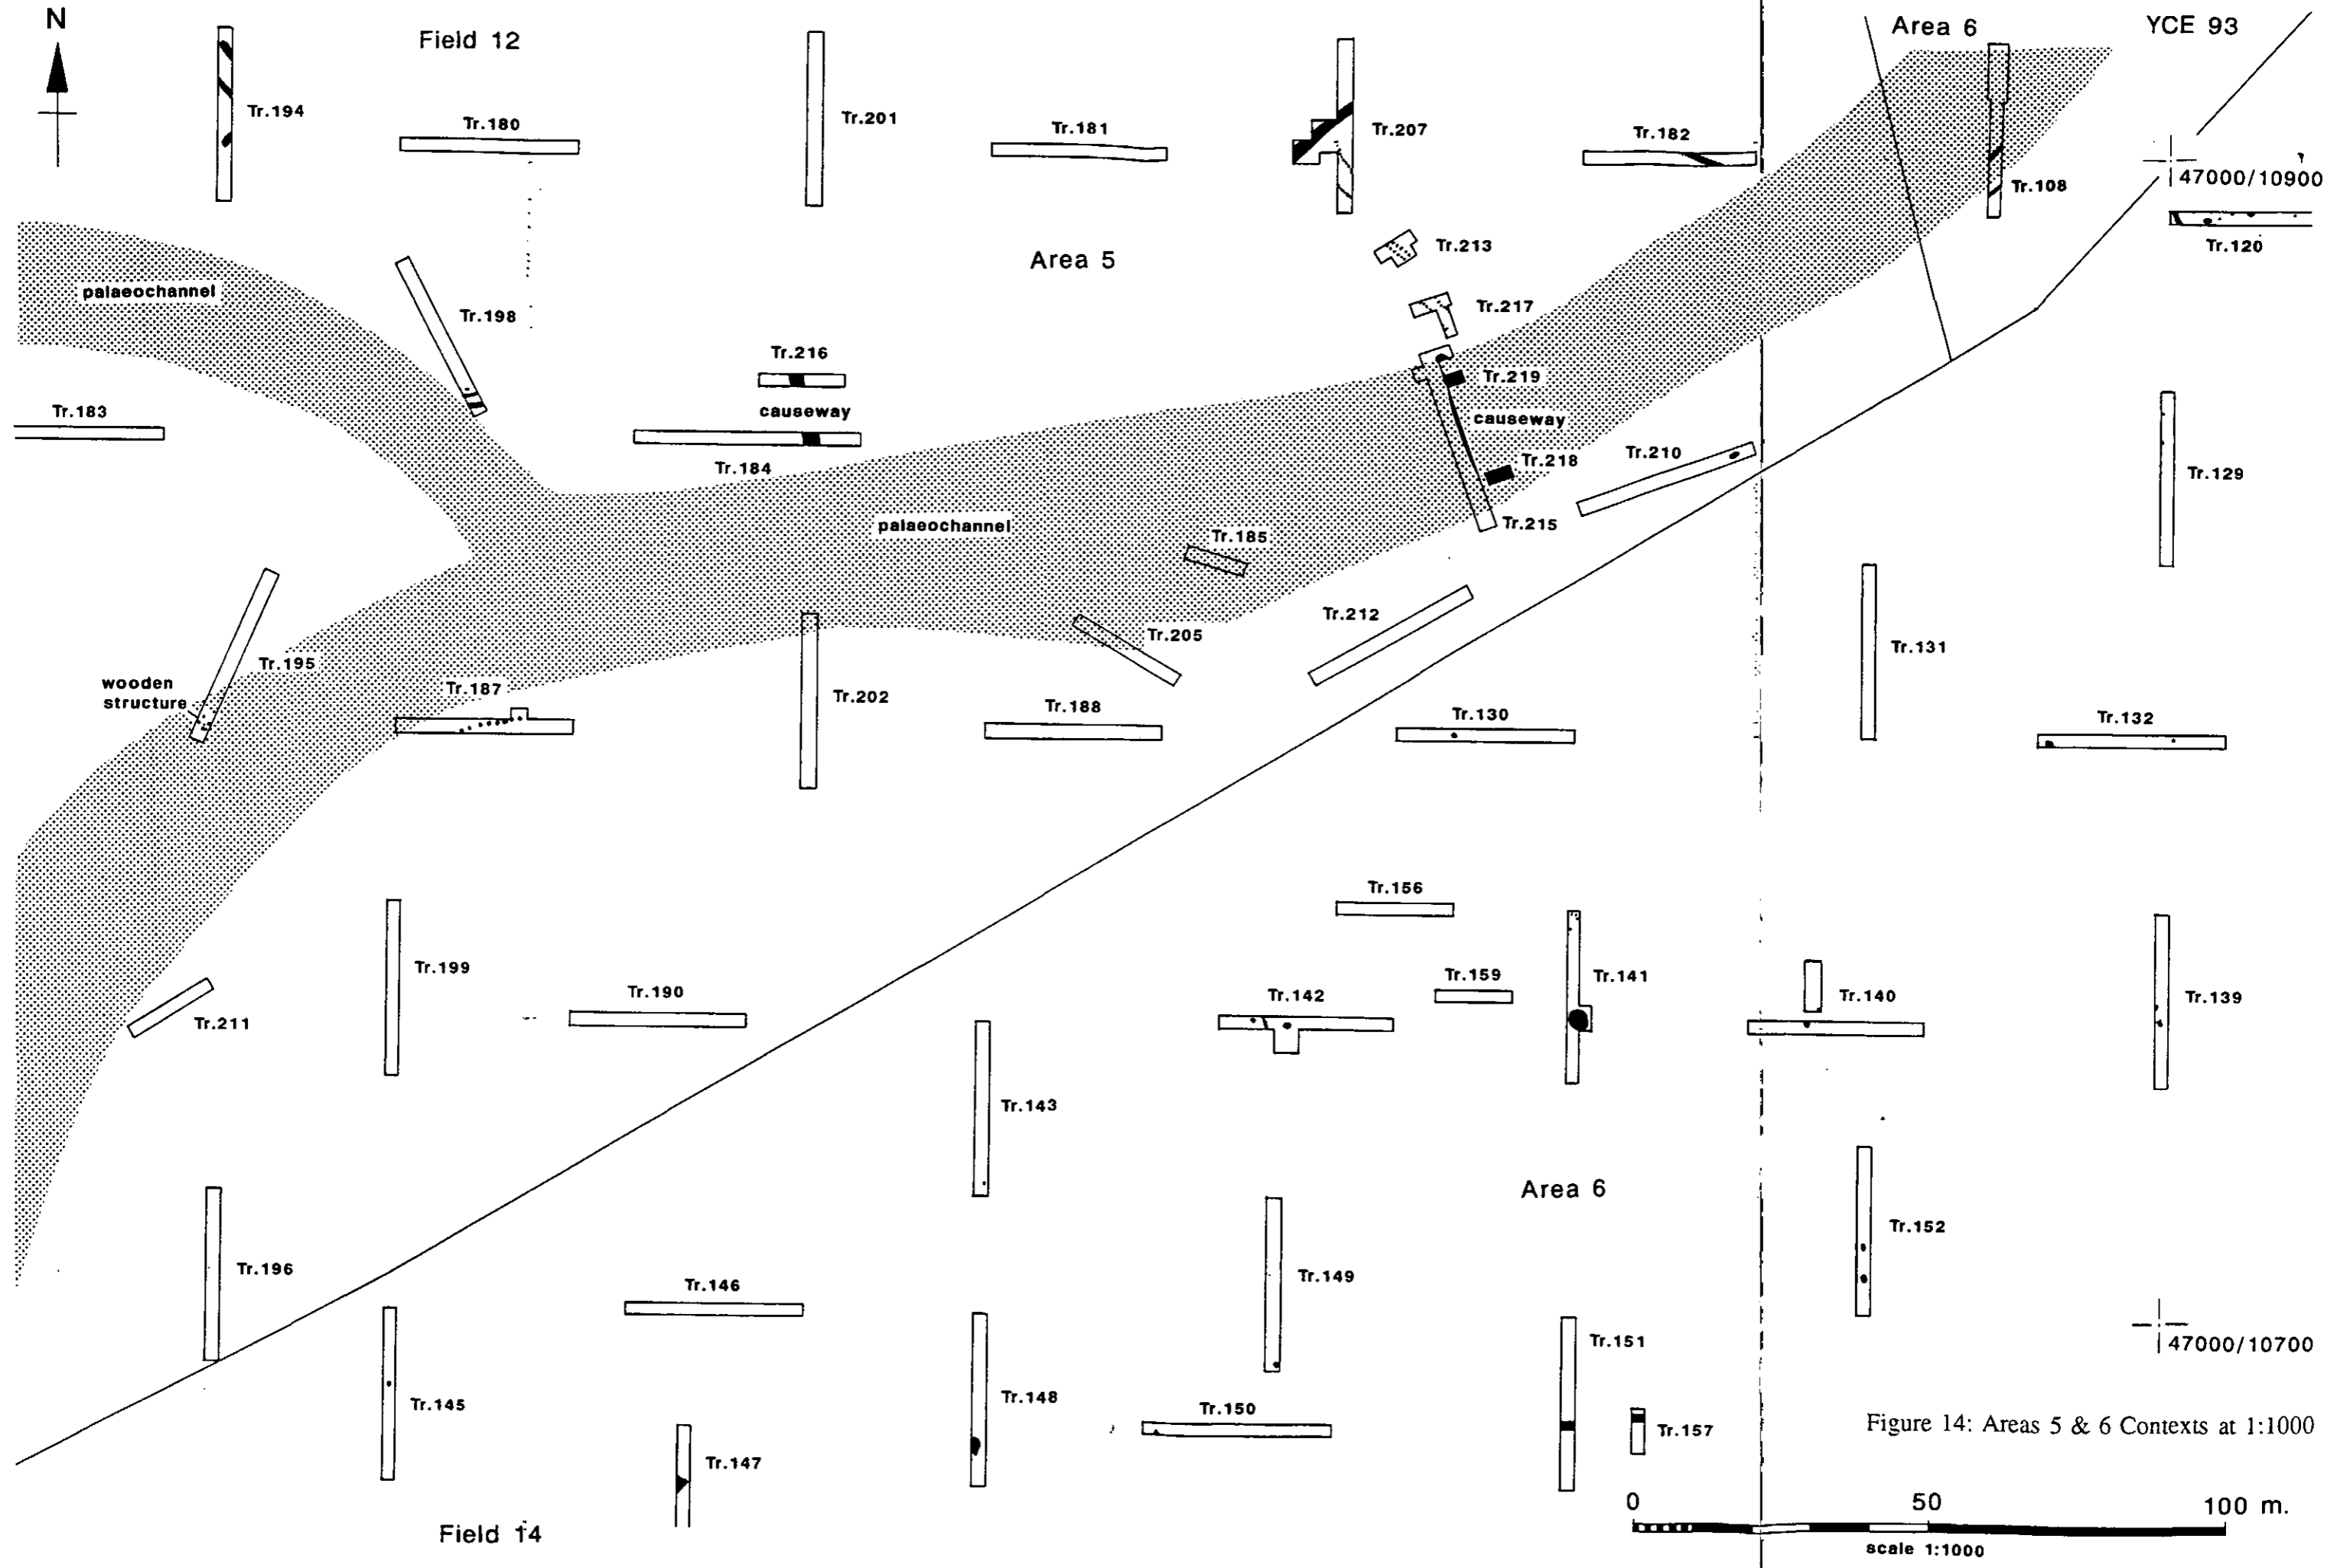 N
Field 12
Area 6
YCE 93
Tr.194
Tr.180
Tr.201
Tr.181
Tr.207
Tr.182
47000/10900
Tr.108
Tr.120
Tr.213
Area 5
palaeochannel
Tr.198
Tr.217
Tr.216
Tr.219
Tr.183
causeway
causeway
Tr.184
Tr.218
Tr.210
Tr.129
palaeochannel
Tr.215
Tr.185
Tr.212
Tr.205
Tr.131
Tr.195
wooden
structure
Tr.187
Tr.202
Tr.188
Tr.130
Tr.132
Tr.156
Tr.199
Tr.159
Tr.141
Tr.190
Tr.142
Tr.140
Tr.139
Tr.211
Tr.143
Area 6
Tr.152
Tr.196
Tr.149
Tr.146
Tr.151
47000/10700
Tr.145
Tr.148
Tr.150
Tr.157
Figure 14: Areas 5 & 6 Contexts at 1:1000
Tr.147
0 50 100 m.
Field 14
scale 1:1000